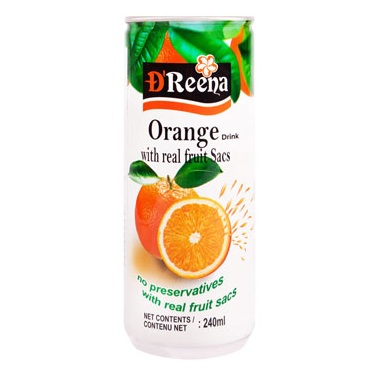 D'Reena
Orange Drink
with real fruit Sacs
no preservatives
with real fruit sacs
NET CONTENTS /
CONTENU NET : 240ml